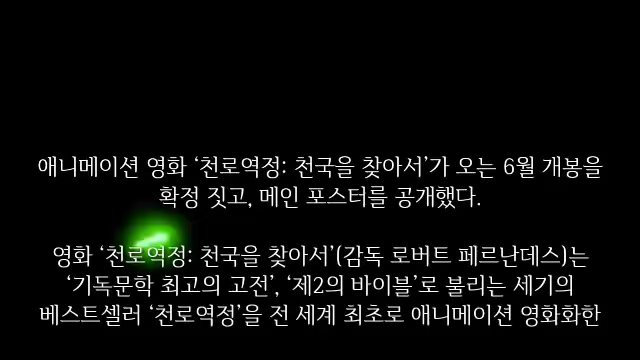 애니메이션 영화 ‘천로역정: 천국을 찾아서’가 오는 6월 개봉을
확정 짓고, 메인 포스터를 공개했다.
영화 ‘천로역정: 천국을 찾아서’(감독 로버트 페르난데스)는
‘기독문학 최고의 고전’, ‘제2의 바이블’로 불리는 세기의
베스트셀러 ‘천로역정’을 전 세계 최초로 애니메이션 영화화한